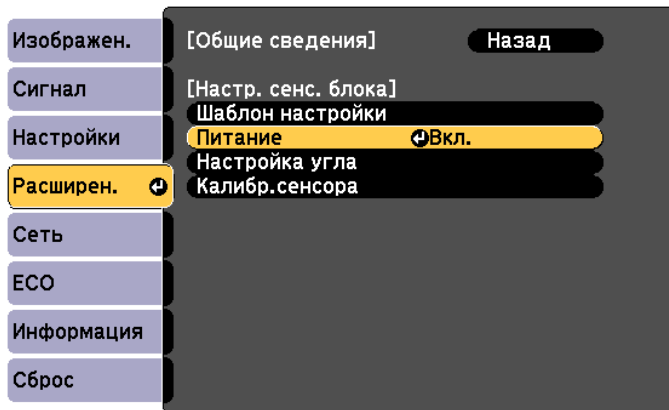 Изображен.
Сигнал
Настройки
Расширен.
Сеть
ECO
Информация
Сброс
[Общие сведения] Назад
[Настр. сенс. блока]
Шаблон настройки
Питание Вкл.
Настройка угла
Калибр.сенсора